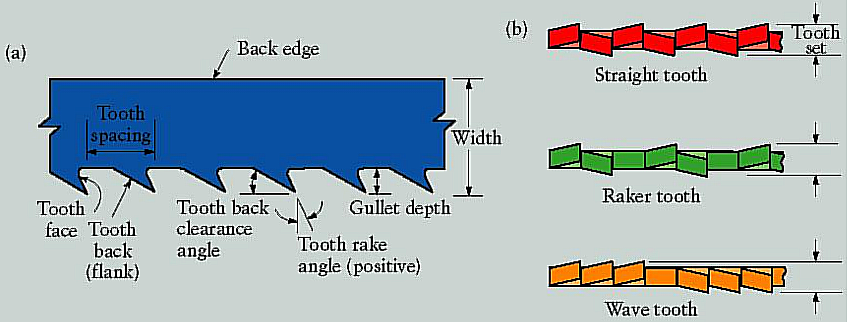 (a)
Back edge
Tooth
spacing
Width
Tooth
face
Tooth
back
(flank)
Tooth back
clearance
angle
Tooth rake
angle (positive)
Gullet depth
(b)
Tooth
set
Straight tooth
Raker tooth
Wave tooth